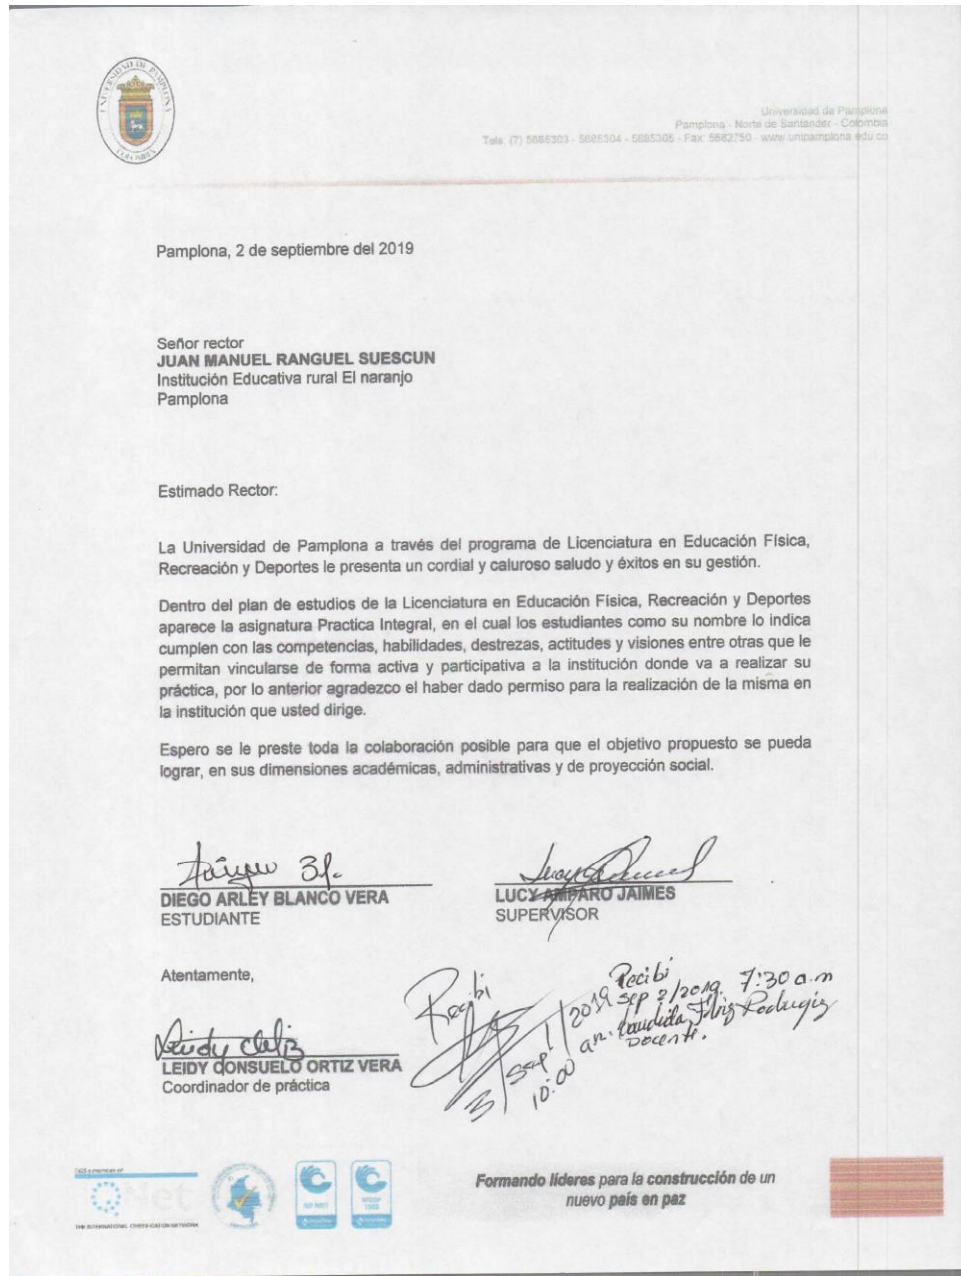 UNIVERSIDAD DE PAMPLONA
COLOMBIA
Universidad de Pamplona
Pamplona - Norte de Santander - Colombia
Tels: (7) 5685303 - 5685304 - 5685305 - Fax: 5682750 - www.unipamplona.edu.co
Pamplona, 2 de septiembre del 2019
Señor rector
JUAN MANUEL RANGUEL SUESCUN
Institución Educativa rural El naranjo
Pamplona
Estimado Rector:
La Universidad de Pamplona a través del programa de Licenciatura en Educación Física,
Recreación y Deportes le presenta un cordial y caluroso saludo y éxitos en su gestión.
Dentro del plan de estudios de la Licenciatura en Educación Física, Recreación y Deportes
aparece la asignatura Practica Integral, en el cual los estudiantes como su nombre lo indica
cumplen con las competencias, habilidades, destrezas, actitudes y visiones entre otras que le
permitan vincularse de forma activa y participativa a la institución donde va a realizar su
práctica, por lo anterior agradezco el haber dado permiso para la realización de la misma en
la institución que usted dirige.
Espero se le preste toda la colaboración posible para que el objetivo propuesto se pueda
lograr, en sus dimensiones académicas, administrativas y de proyección social.
DIEGO ARLEY BLANCO VERA
ESTUDIANTE
LUCY AMPARO JAIMES
SUPERVISOR
Atentamente,
LEIDY CONSUELO ORTIZ VERA
Coordinador de práctica
Recibi
3/sep/2019
10:00 am.
Recibi
sep 2/2019. 7:30 a.m
Docente.
Net
THE INTERNATIONAL CERTIFICATION NETWORK
Formando líderes para la construcción de un
nuevo país en paz